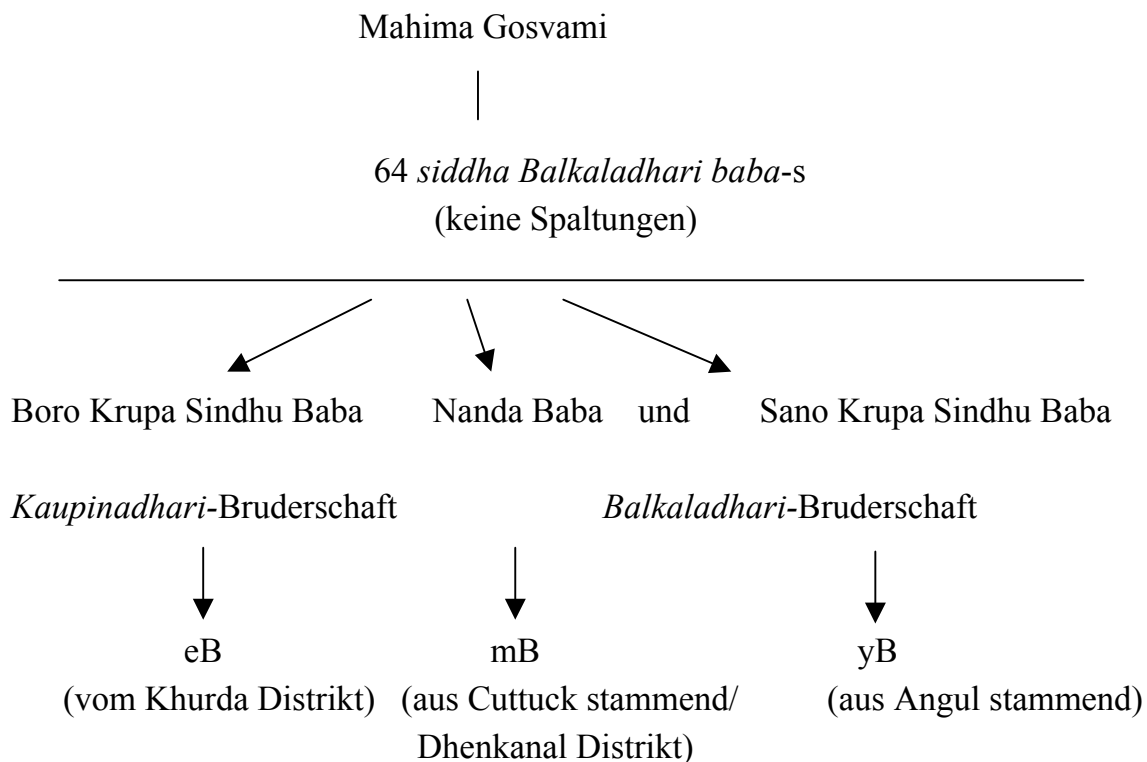 Mahima Gosvami
64 siddha Balkaladhari baba-s
(keine Spaltungen)
Boro Krupa Sindhu Baba Nanda Baba und Sano Krupa Sindhu Baba
Kaupinadhari-Bruderschaft Balkaladhari-Bruderschaft
eB mB yB
(vom Khurda Distrikt) (aus Cuttuck stammend/ (aus Angul stammend)
Dhenkanal Distrikt)